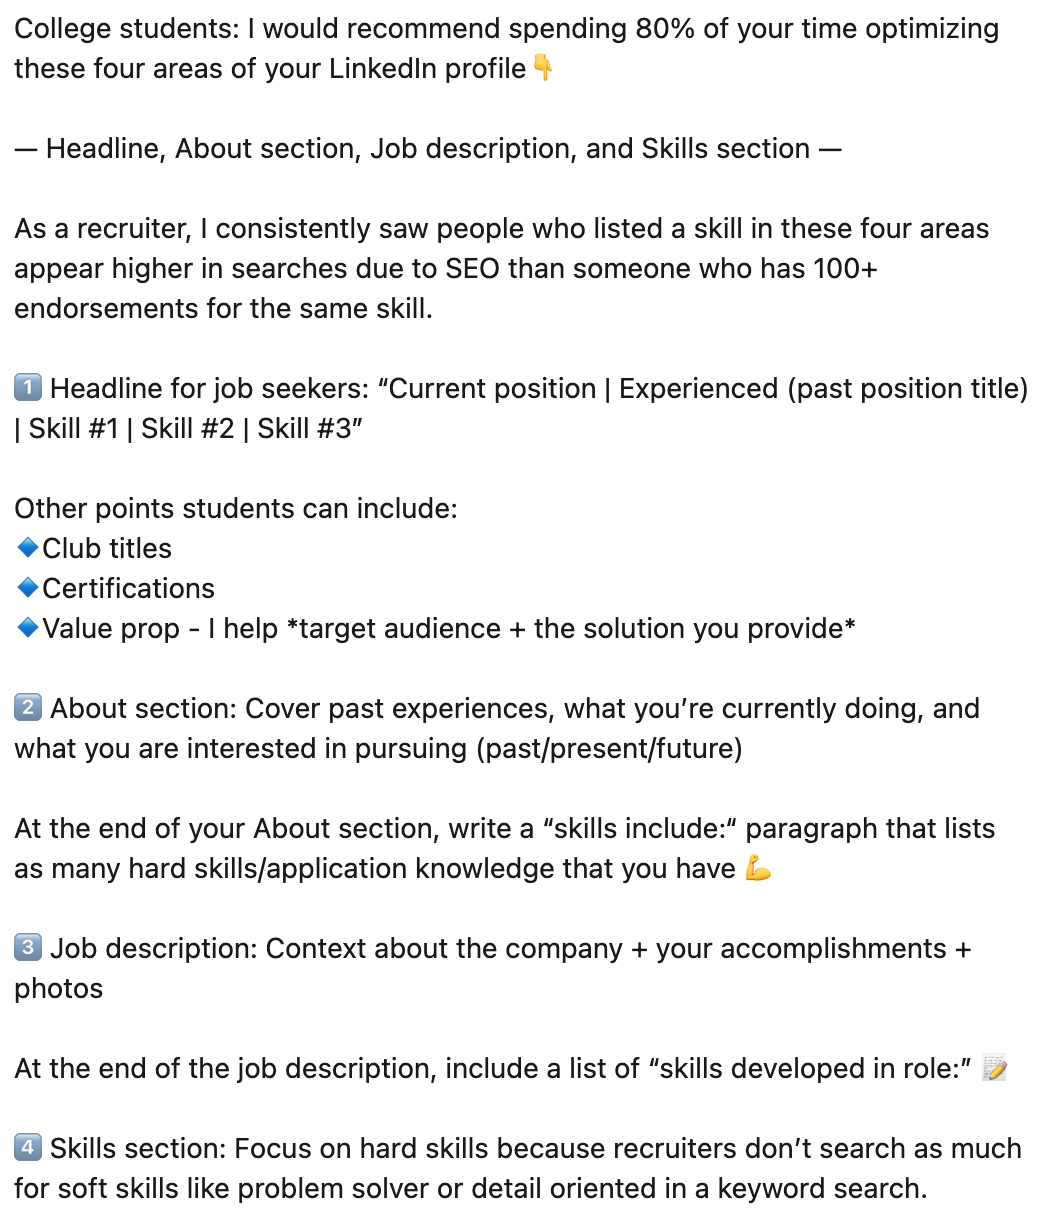 College students: I would recommend spending 80% of your time optimizing
these four areas of your LinkedIn profile👇
— Headline, About section, Job description, and Skills section —
As a recruiter, I consistently saw people who listed a skill in these four areas
appear higher in searches due to SEO than someone who has 100+
endorsements for the same skill.
1️⃣ Headline for job seekers: “Current position | Experienced (past position title)
| Skill #1 | Skill #2 | Skill #3”
Other points students can include:
🔹Club titles
🔹Certifications
🔹Value prop - I help *target audience + the solution you provide*
2️⃣ About section: Cover past experiences, what you’re currently doing, and
what you are interested in pursuing (past/present/future)
At the end of your About section, write a “skills include:“ paragraph that lists
as many hard skills/application knowledge that you have 💪
3️⃣ Job description: Context about the company + your accomplishments +
photos
At the end of the job description, include a list of “skills developed in role:” 📝
4️⃣ Skills section: Focus on hard skills because recruiters don’t search as much
for soft skills like problem solver or detail oriented in a keyword search.